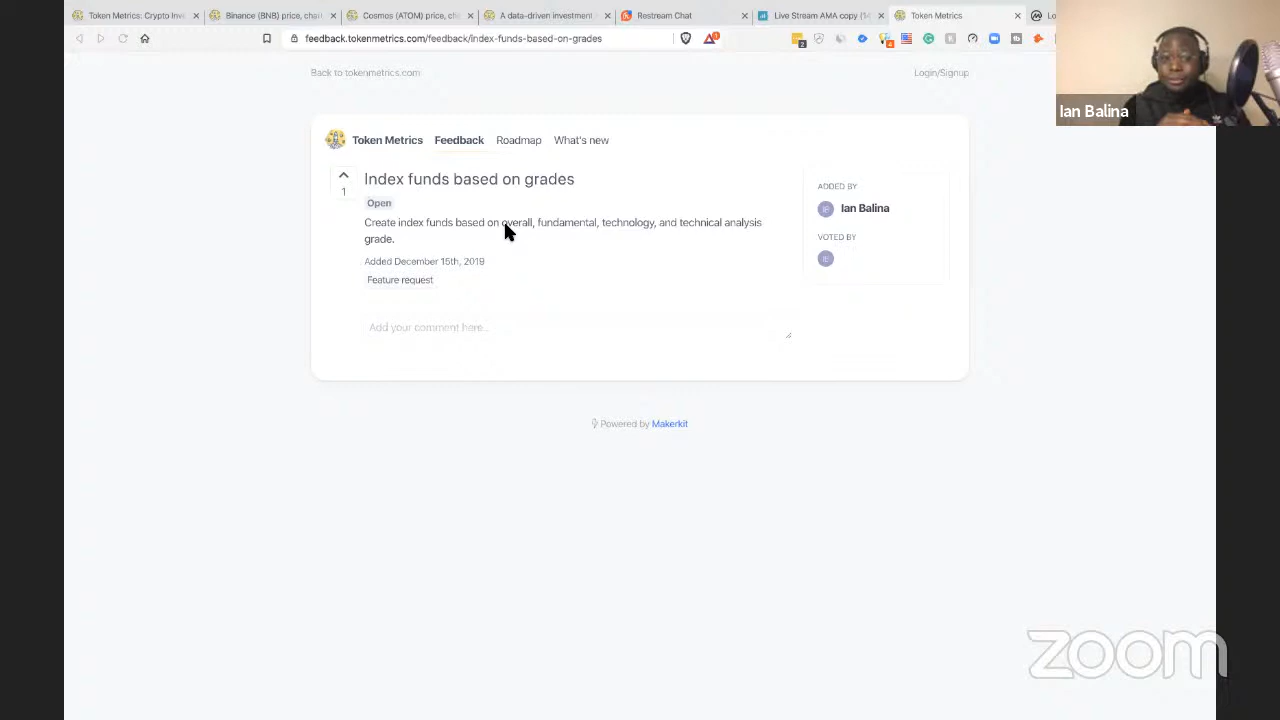 Token Metrics: Crypto Inve
Binance (BNB) price, chart
Cosmos (ATOM) price, ch
A data-driven investment
Restream Chat
Live Stream AMA copy (14
Token Metrics
feedback.tokenmetrics.com/feedback/index-funds-based-on-grades
Back to tokenmetrics.com
Login/Signup
Ian Balina
Token Metrics Feedback Roadmap What's new
Index funds based on grades
1
Open
Create index funds based on overall, fundamental, technology, and technical analysis
grade.
Added December 15th, 2019
Feature request
Add your comment here...
ADDED BY
IB Ian Balina
VOTED BY
IB
Powered by Makerkit
zoom